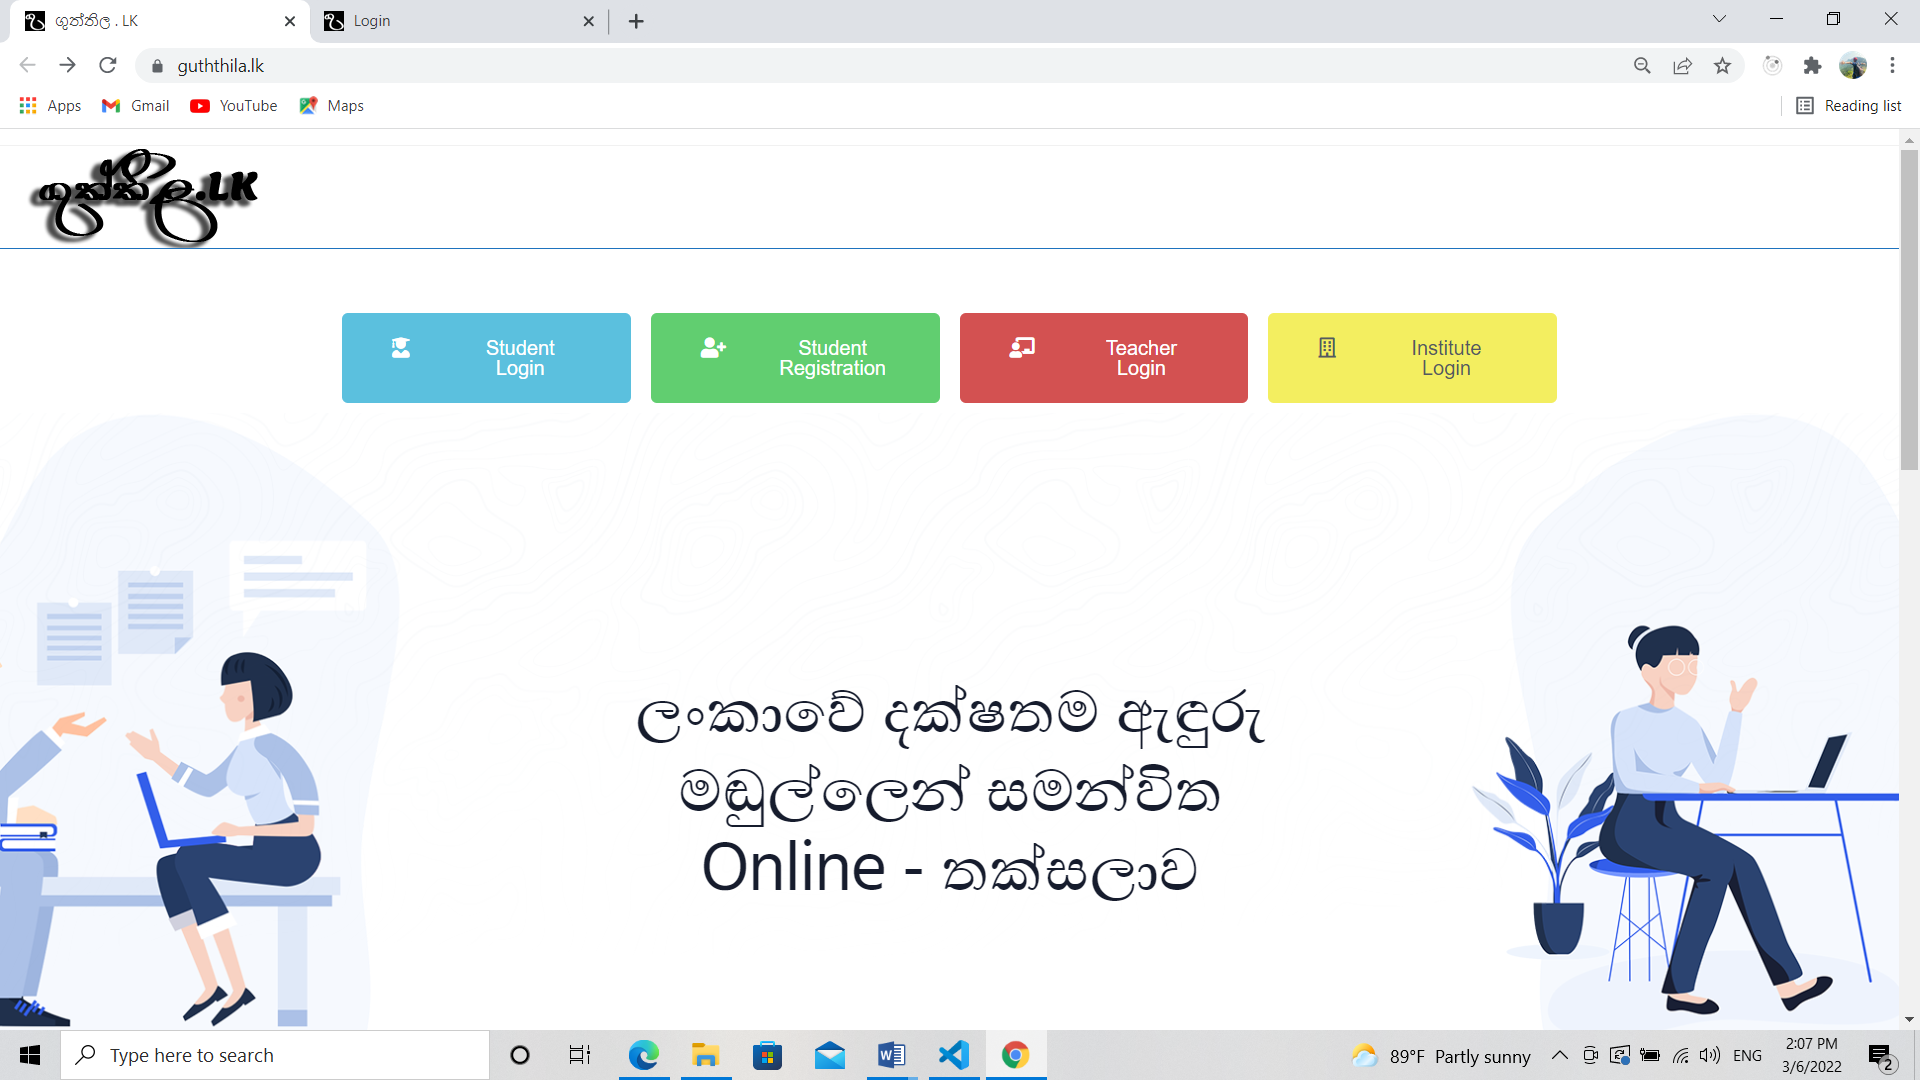 ගුත්තිල . LK
Login
guththila.lk
Apps
Gmail
YouTube
Maps
Reading list
ගුත්තිල.LK
Student
Login
Student
Registration
Teacher
Login
Institute
Login
ලංකාවේ දක්ෂතම ඇඳුරු
මඬුල්ලෙන් සමන්විත
Online - තක්සලාව
Type here to search
89°F Partly sunny
ENG
2:07 PM
3/6/2022
2